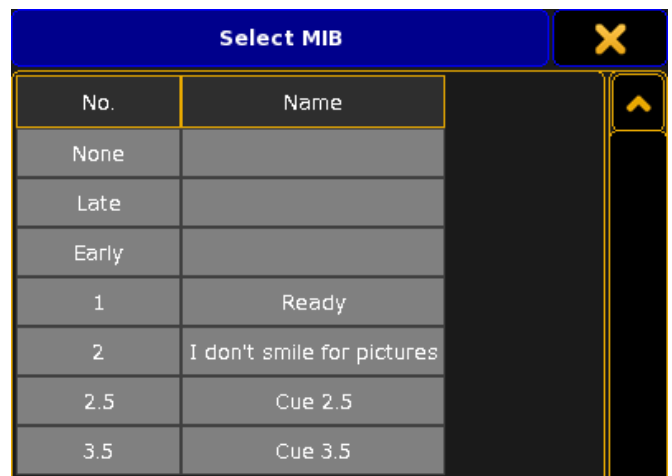 Select MIB
No. Name
None
Late
Early
1 Ready
2 I don't smile for pictures
2.5 Cue 2.5
3.5 Cue 3.5